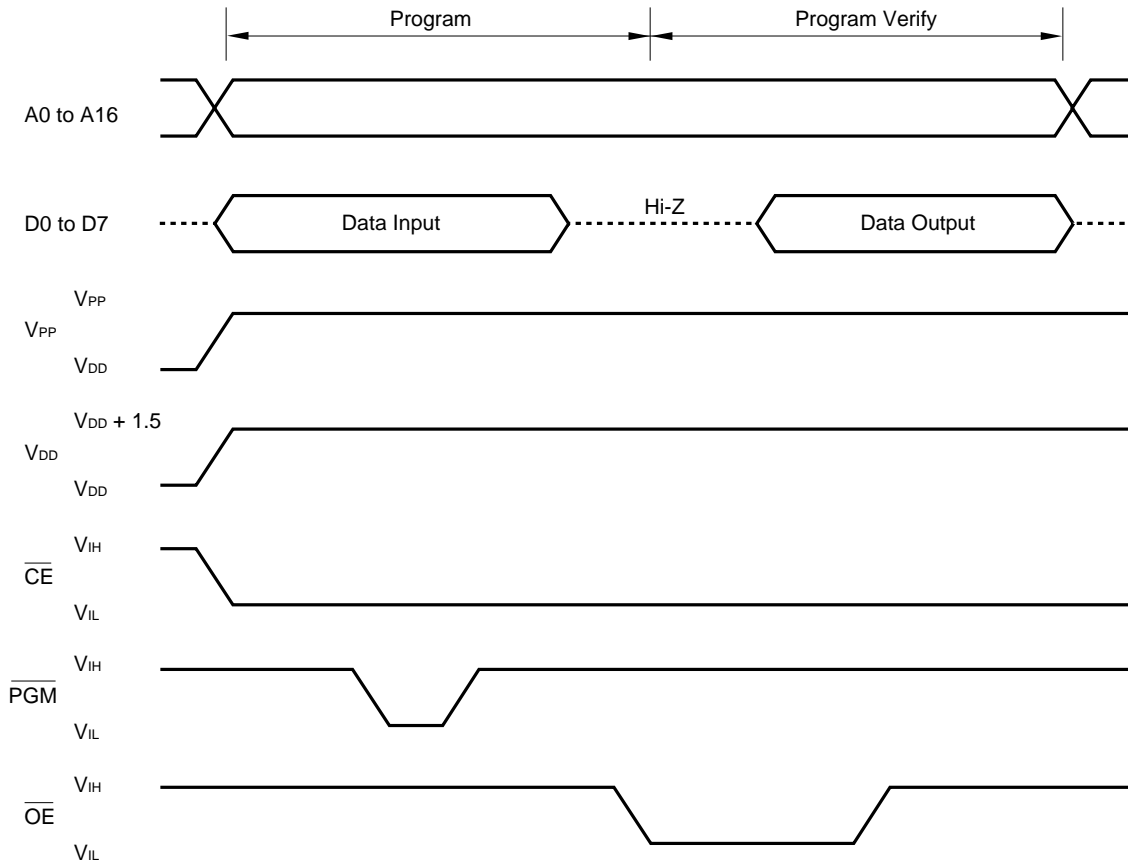 Program Program Verify
A0 to A16
D0 to D7 Data Input Hi-Z Data Output
VPP
VPP
VDD
VDD + 1.5
VDD
VDD
VIH
CE
VIL
VIH
PGM
VIL
VIH
OE
VIL